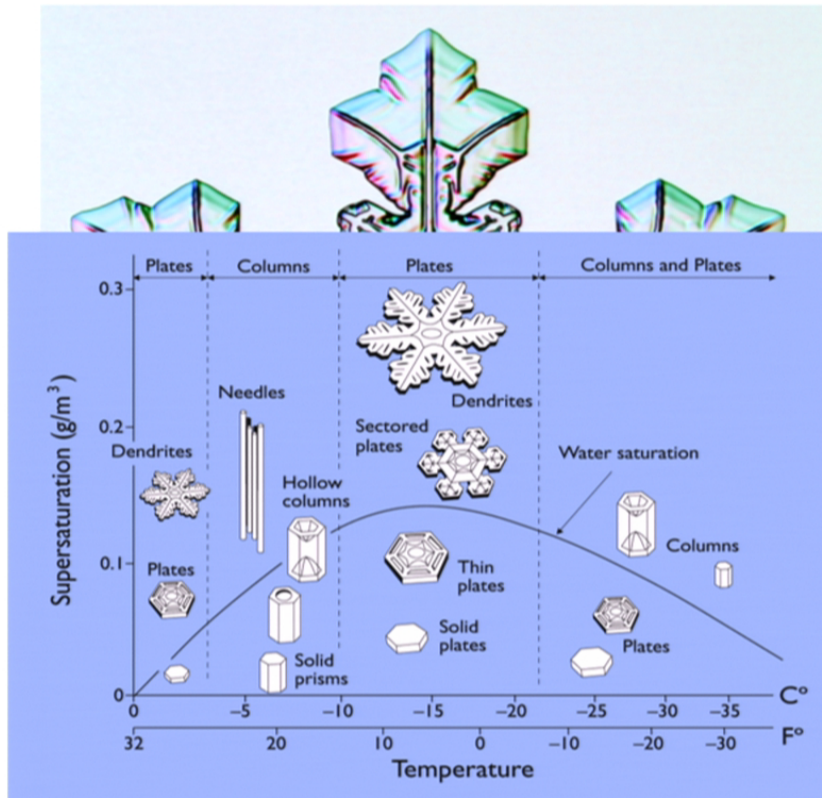 Plates Columns Plates Columns and Plates
0.3
Needles
Dendrites
0.2
Sectored
plates
Water saturation
Dendrites
Hollow
columns
Columns
0.1
Plates
Thin
plates
Solid
plates
Plates
Solid
prisms
0
Supersaturation (g/m³)
0 −5 −10 −15 −20 −25 −30 −35 C°
32 20 10 0 −10 −20 −30 F°
Temperature